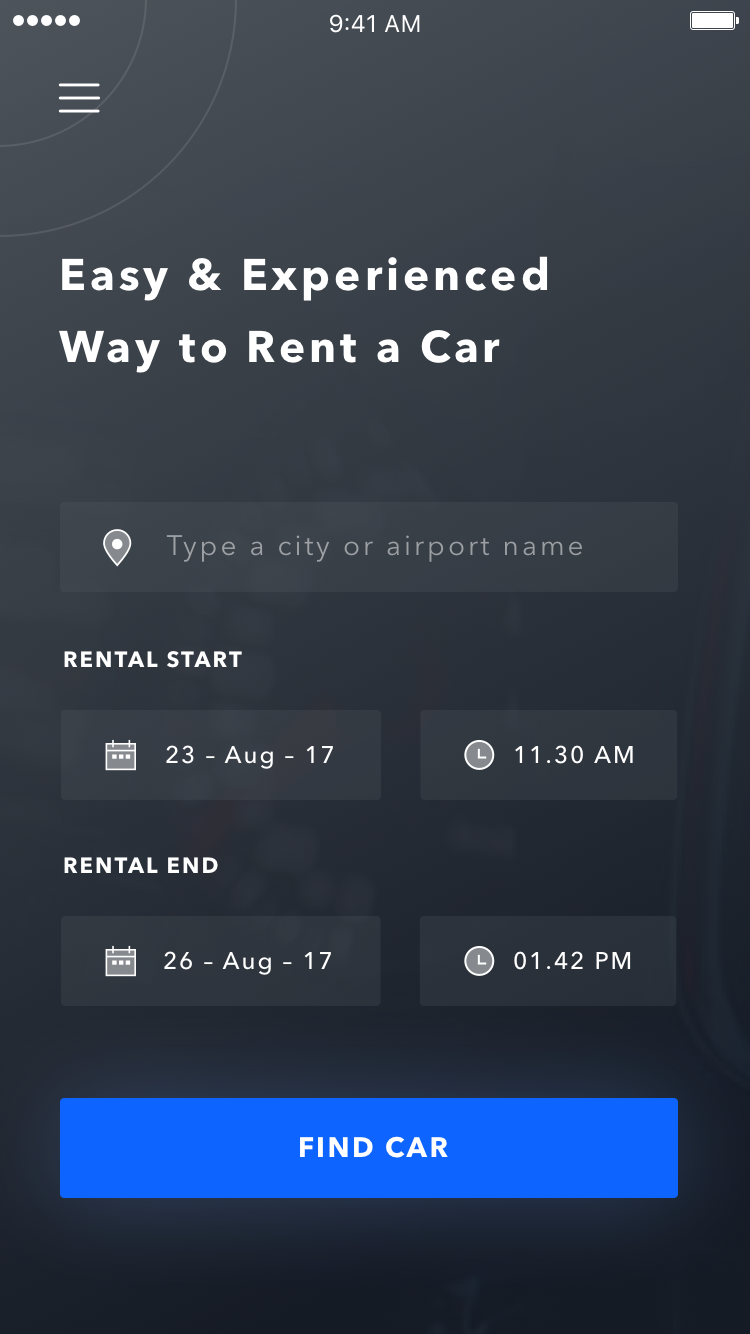 9:41 AM
Easy & Experienced
Way to Rent a Car
Type a city or airport name
RENTAL START
23 – Aug – 17
11.30 AM
RENTAL END
26 – Aug – 17
01.42 PM
FIND CAR